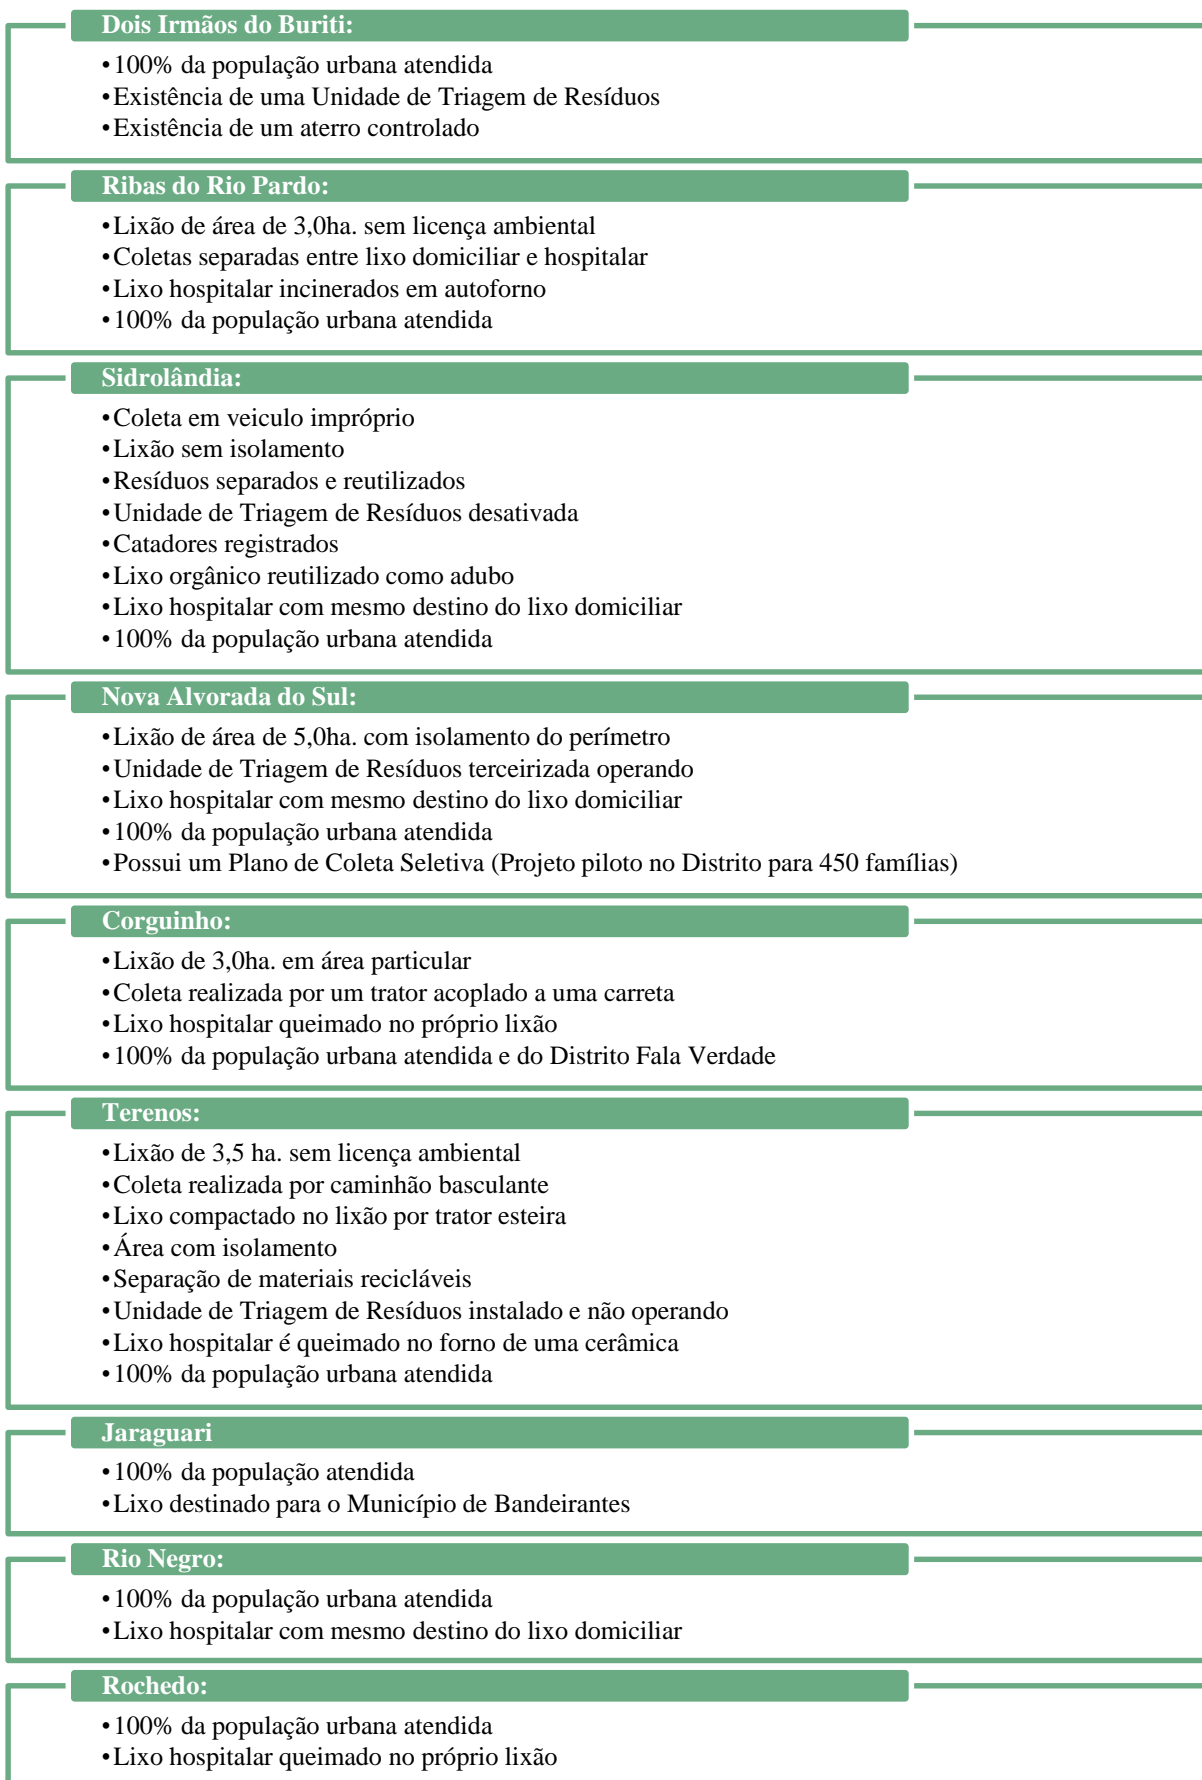 Dois Irmãos do Buriti:
•100% da população urbana atendida
•Existência de uma Unidade de Triagem de Resíduos
•Existência de um aterro controlado
Ribas do Rio Pardo:
•Lixão de área de 3,0ha. sem licença ambiental
•Coletas separadas entre lixo domiciliar e hospitalar
•Lixo hospitalar incinerados em autoforno
•100% da população urbana atendida
Sidrolândia:
•Coleta em veiculo impróprio
•Lixão sem isolamento
•Resíduos separados e reutilizados
•Unidade de Triagem de Resíduos desativada
•Catadores registrados
•Lixo orgânico reutilizado como adubo
•Lixo hospitalar com mesmo destino do lixo domiciliar
•100% da população urbana atendida
Nova Alvorada do Sul:
•Lixão de área de 5,0ha. com isolamento do perímetro
•Unidade de Triagem de Resíduos terceirizada operando
•Lixo hospitalar com mesmo destino do lixo domiciliar
•100% da população urbana atendida
•Possui um Plano de Coleta Seletiva (Projeto piloto no Distrito para 450 famílias)
Corguinho:
•Lixão de 3,0ha. em área particular
•Coleta realizada por um trator acoplado a uma carreta
•Lixo hospitalar queimado no próprio lixão
•100% da população urbana atendida e do Distrito Fala Verdade
Terenos:
•Lixão de 3,5 ha. sem licença ambiental
•Coleta realizada por caminhão basculante
•Lixo compactado no lixão por trator esteira
•Área com isolamento
•Separação de materiais recicláveis
•Unidade de Triagem de Resíduos instalado e não operando
•Lixo hospitalar é queimado no forno de uma cerâmica
•100% da população urbana atendida
Jaraguari
•100% da população atendida
•Lixo destinado para o Município de Bandeirantes
Rio Negro:
•100% da população urbana atendida
•Lixo hospitalar com mesmo destino do lixo domiciliar
Rochedo:
•100% da população urbana atendida
•Lixo hospitalar queimado no próprio lixão